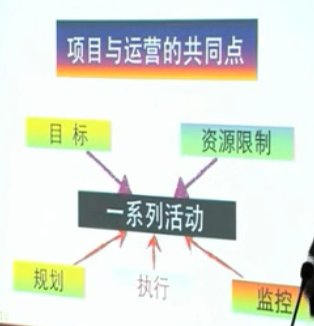 项目与运营的共同点
目标
资源限制
一系列活动
规划
执行
监控